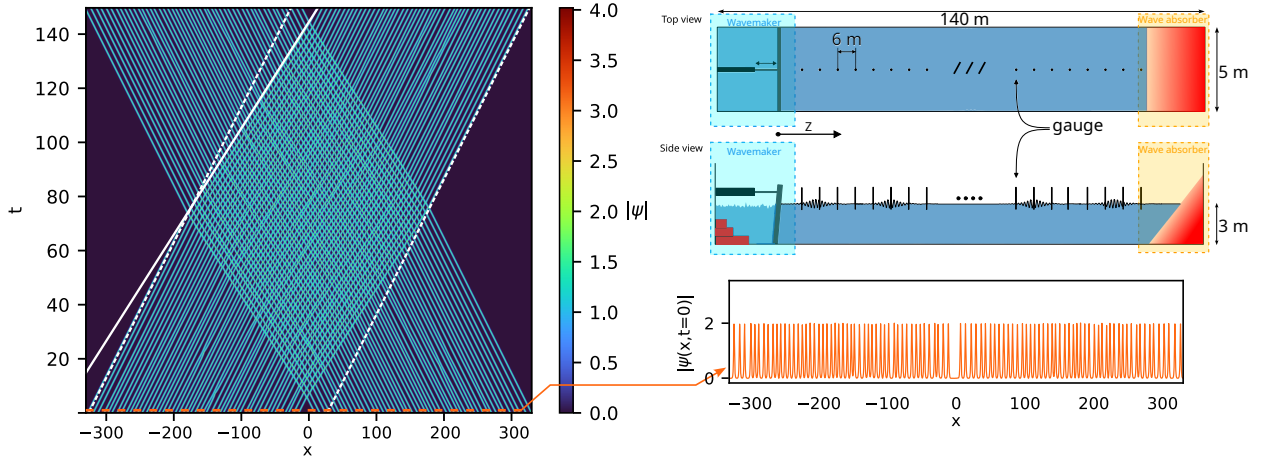 140
120
100
80
60
40
20
t
−300
−200
−100
0
100
200
300
x
4.0
3.5
3.0
2.5
2.0
1.5
1.0
0.5
0.0
|ψ|
Top view
Wavemaker
140 m
Wave absorber
6 m
5 m
z
gauge
Side view
Wavemaker
Wave absorber
3 m
|ψ(x,t=0)|
2
0
−300
−200
−100
0
100
200
300
x